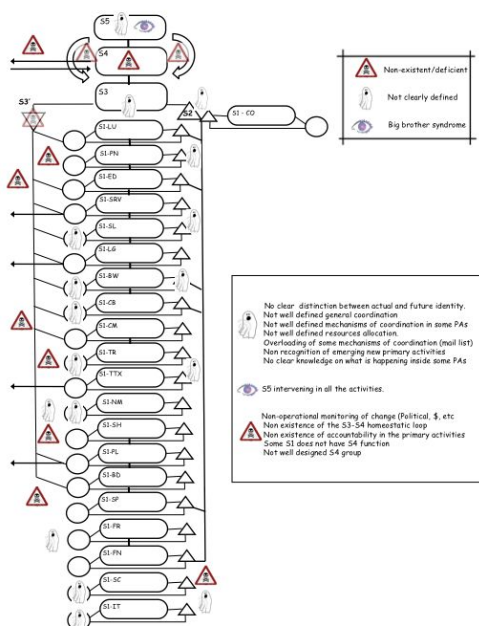 S5
S4
S3
S3*
S2
S1 - CO
S1-LU
S1-PN
S1-ED
S1-SRV
S1-SL
S1-LG
S1-BW
S1-CB
S1-CM
S1-TR
S1-TTX
S1-NM
S1-SH
S1-PL
S1-BD
S1-SP
S1-FR
S1-FN
S1-SC
S1-IT
Non-existent/deficient
Not clearly defined
Big brother syndrome
No clear distinction between actual and future identity.
Not well defined general coordination
Not well defined mechanisms of coordination in some PAs
Not well defined resources allocation.
Overloading of some mechanisms of coordination (mail list)
Non recognition of emerging new primary activities
No clear knowledge on what is happening inside some PAs
S5 intervening in all the activities.
Non-operational monitoring of change (Political, $, etc
Non existence of the S3-S4 homeostatic loop
Non existence of accountability in the primary activities
Some S1 does not have S4 function
Not well designed S4 group